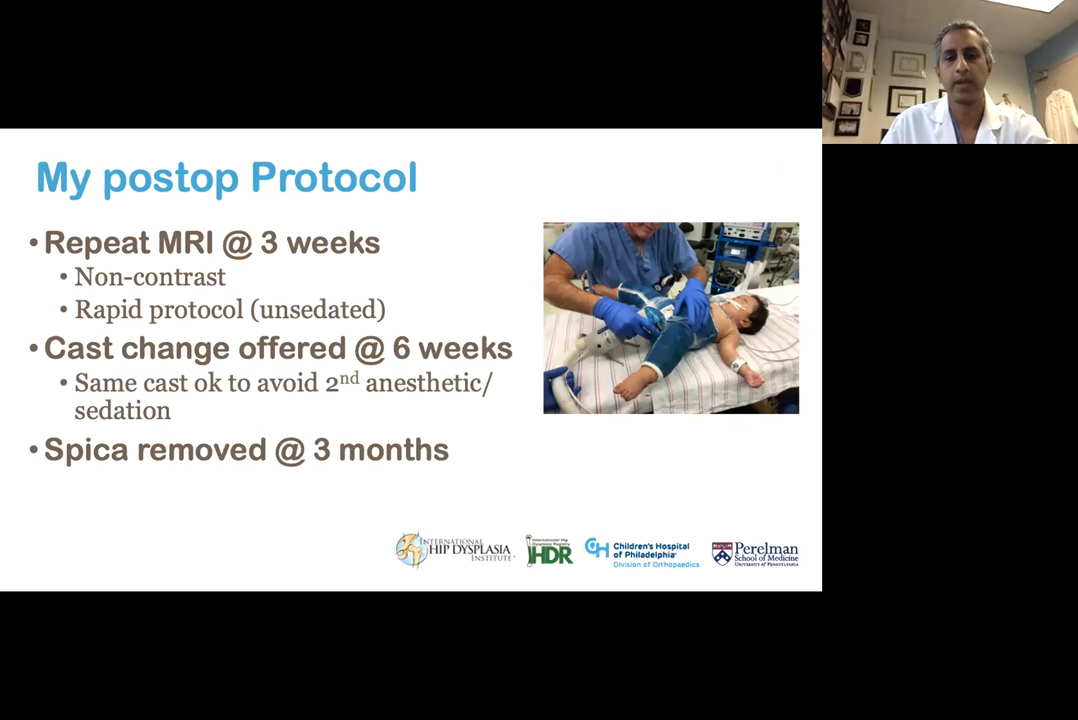 My postop Protocol
• Repeat MRI @ 3 weeks
• Non-contrast
• Rapid protocol (unsedated)
• Cast change offered @ 6 weeks
• Same cast ok to avoid 2nd anesthetic/
sedation
• Spica removed @ 3 months
INTERNATIONAL
HIP DYSPLASIA
INSTITUTE
International Hip
Dysplasia Registry
IHDR
CH
Children's Hospital
of Philadelphia
Division of Orthopaedics
Perelman
School of Medicine
UNIVERSITY OF PENNSYLVANIA